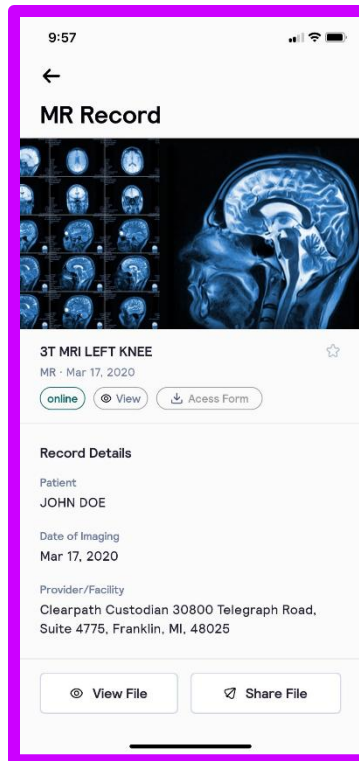 9:57
MR Record
3T MRI LEFT KNEE
MR · Mar 17, 2020
online
View
Acess Form
Record Details
Patient
JOHN DOE
Date of Imaging
Mar 17, 2020
Provider/Facility
Clearpath Custodian 30800 Telegraph Road,
Suite 4775, Franklin, MI, 48025
View File
Share File